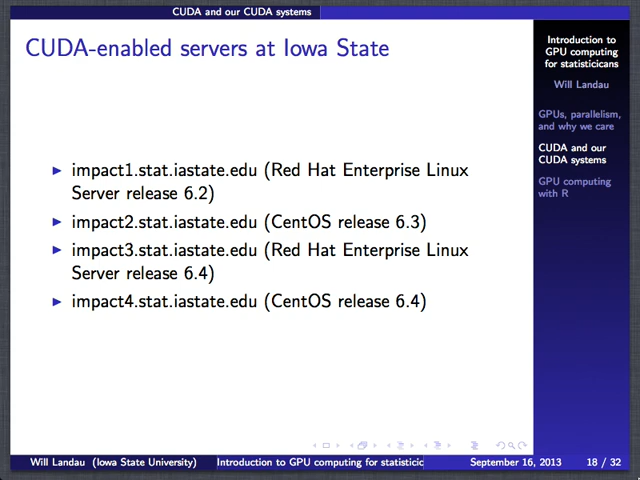 CUDA and our CUDA systems
CUDA-enabled servers at Iowa State
impact1.stat.iastate.edu (Red Hat Enterprise Linux
Server release 6.2)
impact2.stat.iastate.edu (CentOS release 6.3)
impact3.stat.iastate.edu (Red Hat Enterprise Linux
Server release 6.4)
impact4.stat.iastate.edu (CentOS release 6.4)
Introduction to
GPU computing
for statisticicans
Will Landau
GPUs, parallelism,
and why we care
CUDA and our
CUDA systems
GPU computing
with R
Will Landau (Iowa State University) Introduction to GPU computing for statisticic September 16, 2013 18 / 32